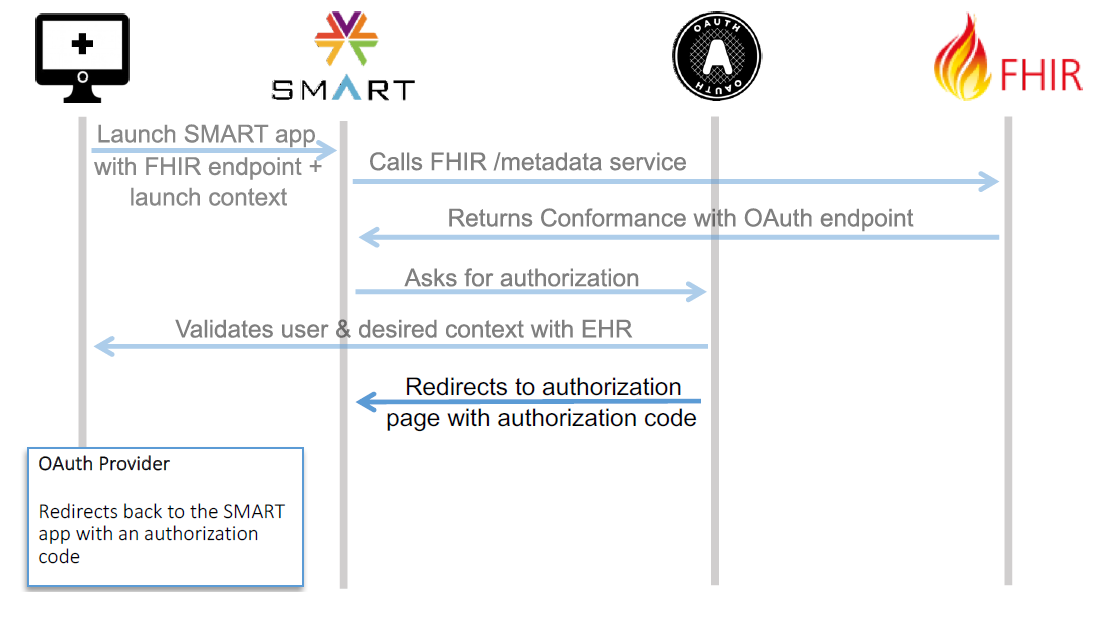 OAUTH
OAUTH
SMART
FHIR
Launch SMART app
with FHIR endpoint +
launch context
Calls FHIR /metadata service
Returns Conformance with OAuth endpoint
Asks for authorization
Validates user & desired context with EHR
Redirects to authorization
page with authorization code
OAuth Provider
Redirects back to the SMART
app with an authorization
code